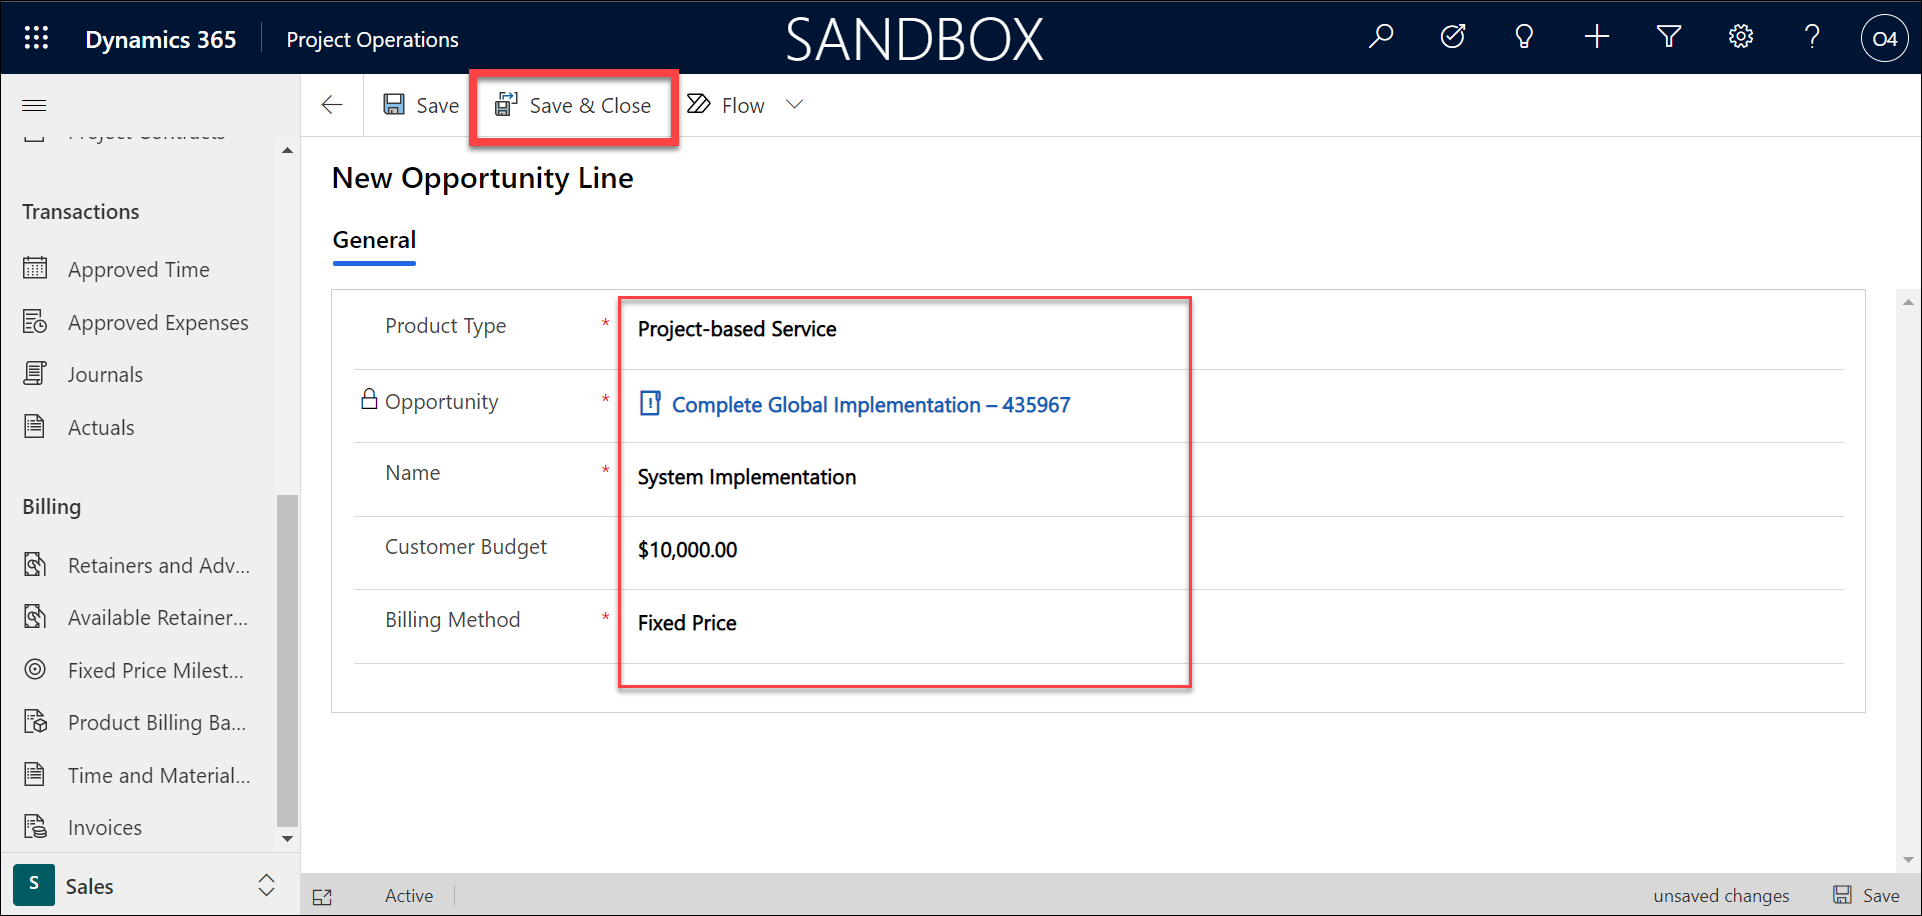 Dynamics 365
Project Operations
SANDBOX
O4
Save
Save & Close
Flow
Project Contracts
Transactions
Approved Time
Approved Expenses
Journals
Actuals
Billing
Retainers and Adv...
Available Retainer...
Fixed Price Milest...
Product Billing Ba...
Time and Material...
Invoices
S
Sales
New Opportunity Line
General
Product Type * Project-based Service
Opportunity * Complete Global Implementation – 435967
Name * System Implementation
Customer Budget $10,000.00
Billing Method * Fixed Price
Active
unsaved changes
Save